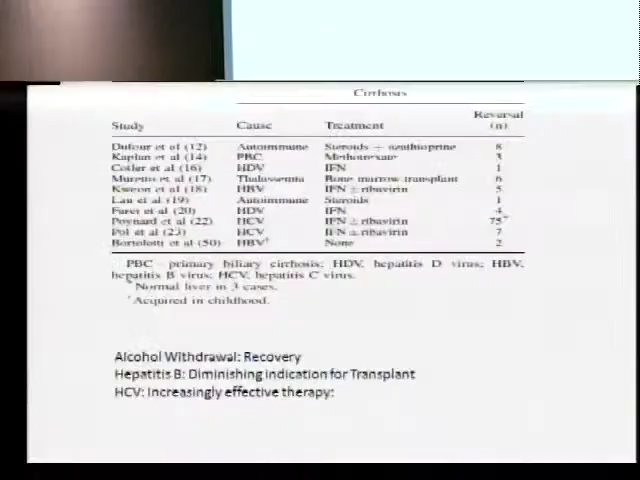 Cirrhosis
Reversal
Study Cause Treatment (n)
Dufour et al (12) Autoimmune Steroids + azathioprine 8
Kaplan et al (14) PBC Methotrexate 3
Cotler et al (16) HDV IFN 1
Muretto et al (17) Thalassemia Bone marrow transplant 6
Kweon et al (18) HBV IFN ± ribavirin 5
Lau et al (19) Autoimmune Steroids 1
Farci et al (20) HDV IFN 4
Poynard et al (22) HCV IFN ± ribavirin 75*
Pol et al (23) HCV IFN ± ribavirin 7
Bortolotti et al (50) HBV† None 2
PBC primary biliary cirrhosis; HDV, hepatitis D virus; HBV,
hepatitis B virus; HCV, hepatitis C virus.
* Normal liver in 3 cases.
† Acquired in childhood.
Alcohol Withdrawal: Recovery
Hepatitis B: Diminishing indication for Transplant
HCV: Increasingly effective therapy: